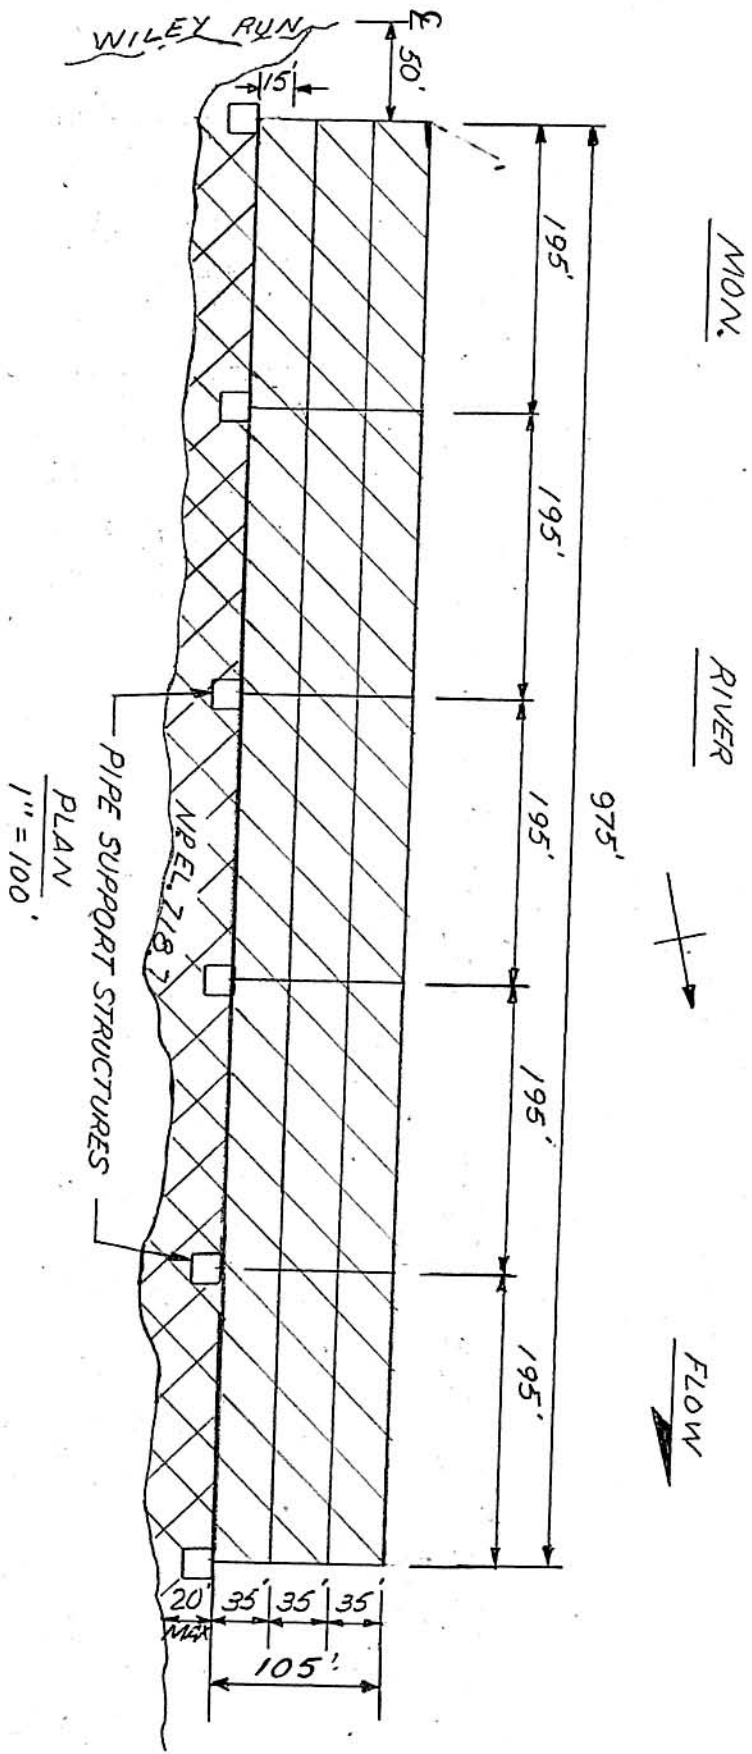 WILEY RUN
℄
50'
15'
MON.
RIVER
FLOW
975'
195'
195'
195'
195'
195'
N.P. EL. 718.7
PIPE SUPPORT STRUCTURES
20'
MAX
35'
35'
35'
105'
PLAN
1" = 100'